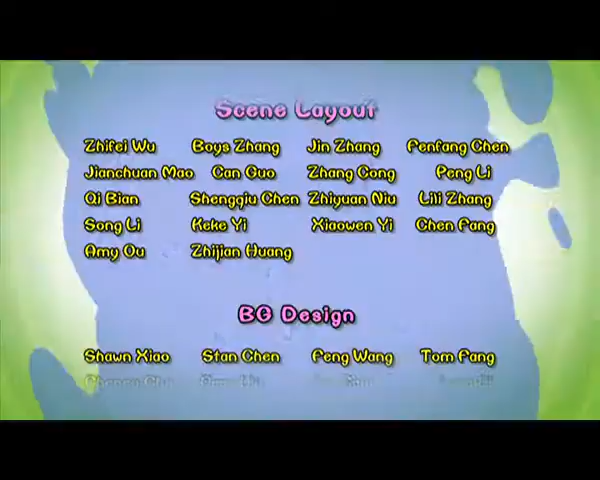 Scene Layout
Zhifei Wu Boys Zhang Jin Zhang Fenfang Chen
Jianchuan Mao Can Guo Zhang Cong Peng Li
Qi Bian Shengqiu Chen Zhiyuan Niu Lili Zhang
Song Li Keke Yi Xiaowen Yi Chen Fang
Amy Ou Zhijian Huang
BG Design
Shawn Xiao Stan Chen Feng Wang Tom Fang